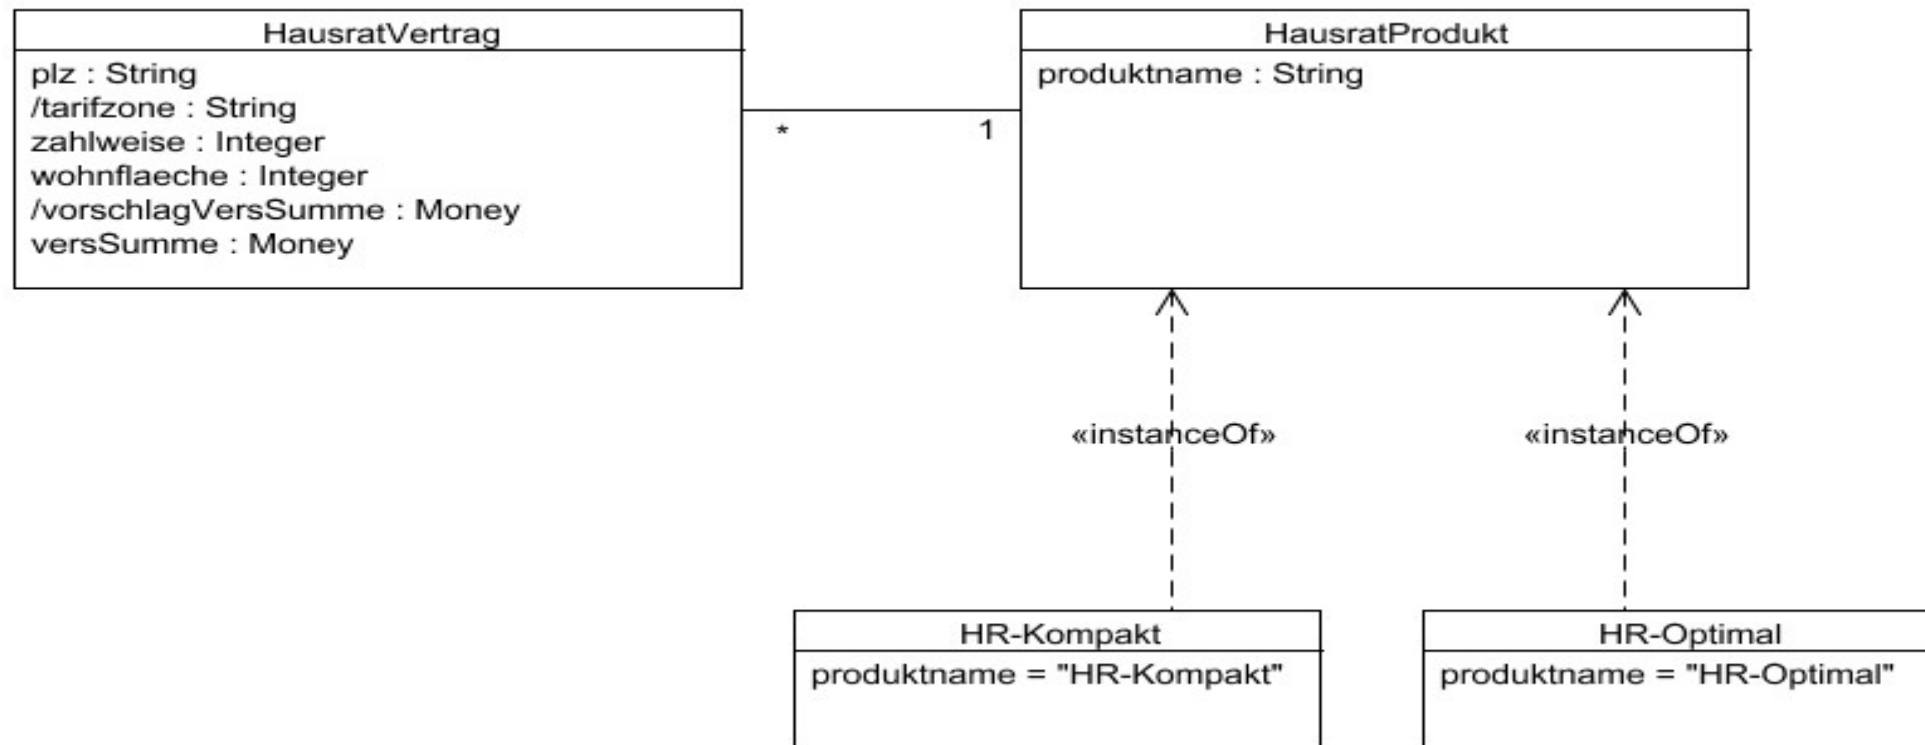 HausratVertrag
plz : String
/tarifzone : String
zahlweise : Integer
wohnflaeche : Integer
/vorschlagVersSumme : Money
versSumme : Money
*
1
HausratProdukt
produktname : String
«instanceOf»
«instanceOf»
HR-Kompakt
produktname = "HR-Kompakt"
HR-Optimal
produktname = "HR-Optimal"